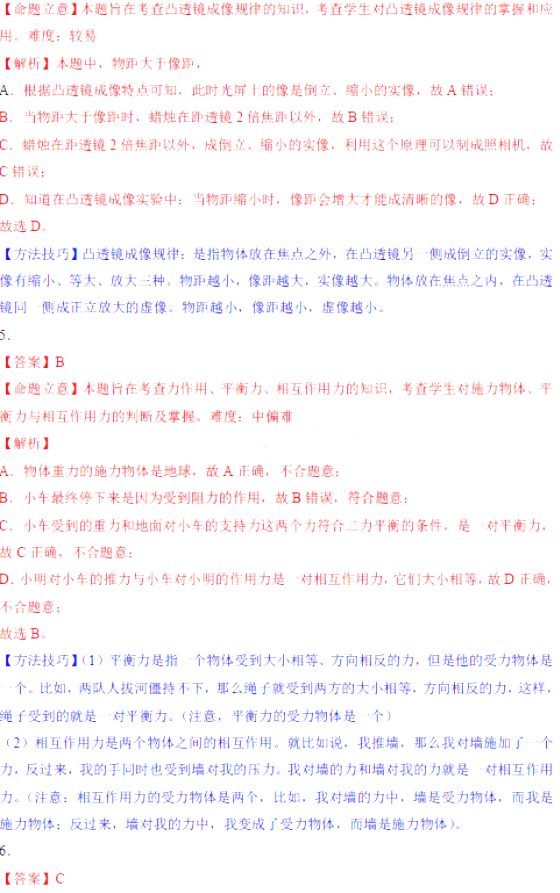 【命题立意】本题旨在考查凸透镜成像规律的知识，考查学生对凸透镜成像规律的掌握和应
用。难度：较易
【解析】本题中，物距大于像距，
A．根据凸透镜成像特点可知，此时光屏上的像是倒立、缩小的实像，故 A 错误；
B．当物距大于像距时，蜡烛在距透镜 2 倍焦距以外，故 B 错误；
C．蜡烛在距透镜 2 倍焦距以外，成倒立、缩小的实像，利用这个原理可以制成照相机，故
C 错误；
D．知道在凸透镜成像实验中：当物距缩小时，像距会增大才能成清晰的像，故 D 正确；
故选 D。
【方法技巧】凸透镜成像规律：是指物体放在焦点之外，在凸透镜另一侧成倒立的实像，实
像有缩小、等大、放大三种。物距越小，像距越大，实像越大。物体放在焦点之内，在凸透
镜同一侧成正立放大的虚像。物距越小，像距越小，虚像越小。
5．
【答案】B
【命题立意】本题旨在考查力作用、平衡力、相互作用力的知识，考查学生对施力物体、平
衡力与相互作用力的判断及掌握。难度：中偏难
【解析】
A．物体重力的施力物体是地球，故 A 正确，不合题意；
B．小车最终停下来是因为受到阻力的作用，故 B 错误，符合题意；
C．小车受到的重力和地面对小车的支持力这两个力符合二力平衡的条件，是一对平衡力，
故 C 正确，不合题意；
D．小明对小车的推力与小车对小明的作用力是一对相互作用力，它们大小相等，故 D 正确，
不合题意；
故选 B。
【方法技巧】（1）平衡力是指一个物体受到大小相等、方向相反的力，但是他的受力物体是
一个。比如，两队人拔河僵持不下，那么绳子就受到两方的大小相等，方向相反的力，这样，
绳子受到的就是一对平衡力。（注意，平衡力的受力物体是一个）
（2）相互作用力是两个物体之间的相互作用。就比如说，我推墙，那么我对墙施加了一个
力，反过来，我的手同时也受到墙对我的压力。我对墙的力和墙对我的力就是一对相互作用
力。（注意：相互作用力的受力物体是两个，比如，我对墙的力中，墙是受力物体，而我是
施力物体；反过来，墙对我的力中，我变成了受力物体，而墙是施力物体）。
6．
【答案】C